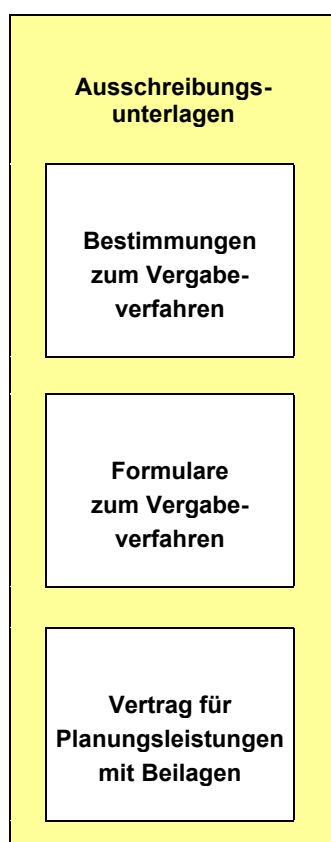 Ausschreibungs-
unterlagen
Bestimmungen
zum Vergabe-
verfahren
Formulare
zum Vergabe-
verfahren
Vertrag für
Planungsleistungen
mit Beilagen